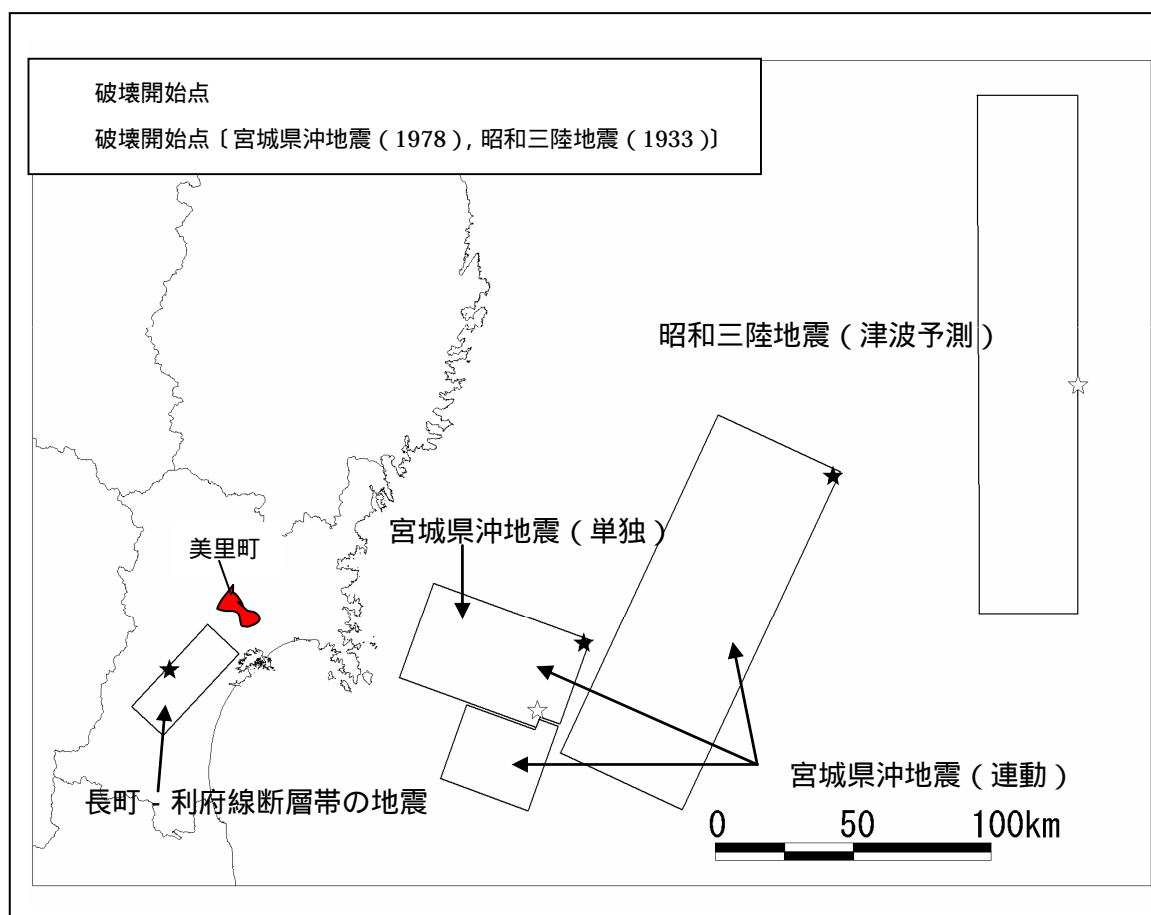 破壊開始点
破壊開始点〔宮城県沖地震（1978）, 昭和三陸地震（1933)〕
昭和三陸地震（津波予測）
宮城県沖地震（単独）
美里町
宮城県沖地震（連動）
長町‐利府線断層帯の地震
0 50 100km